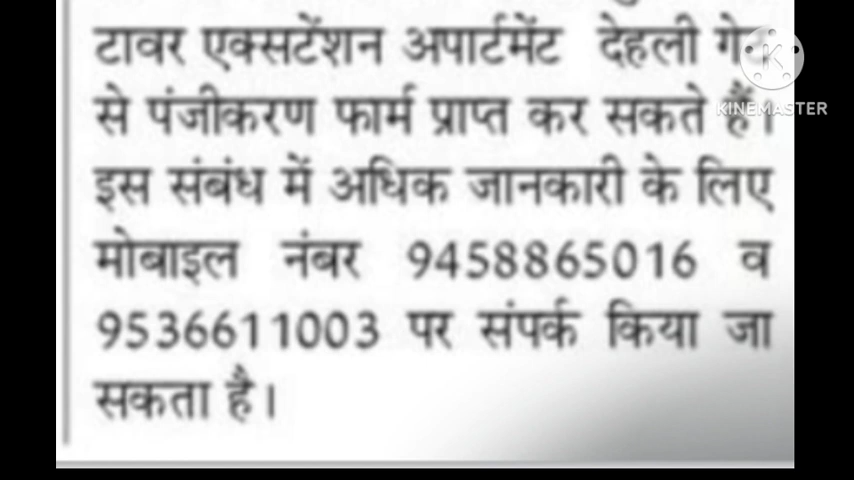 टावर एक्सटेंशन अपार्टमेंट देहली गेट
से पंजीकरण फार्म प्राप्त कर सकते हैं।
इस संबंध में अधिक जानकारी के लिए
मोबाइल नंबर 9458865016 व
9536611003 पर संपर्क किया जा
सकता है।
KINEMASTER